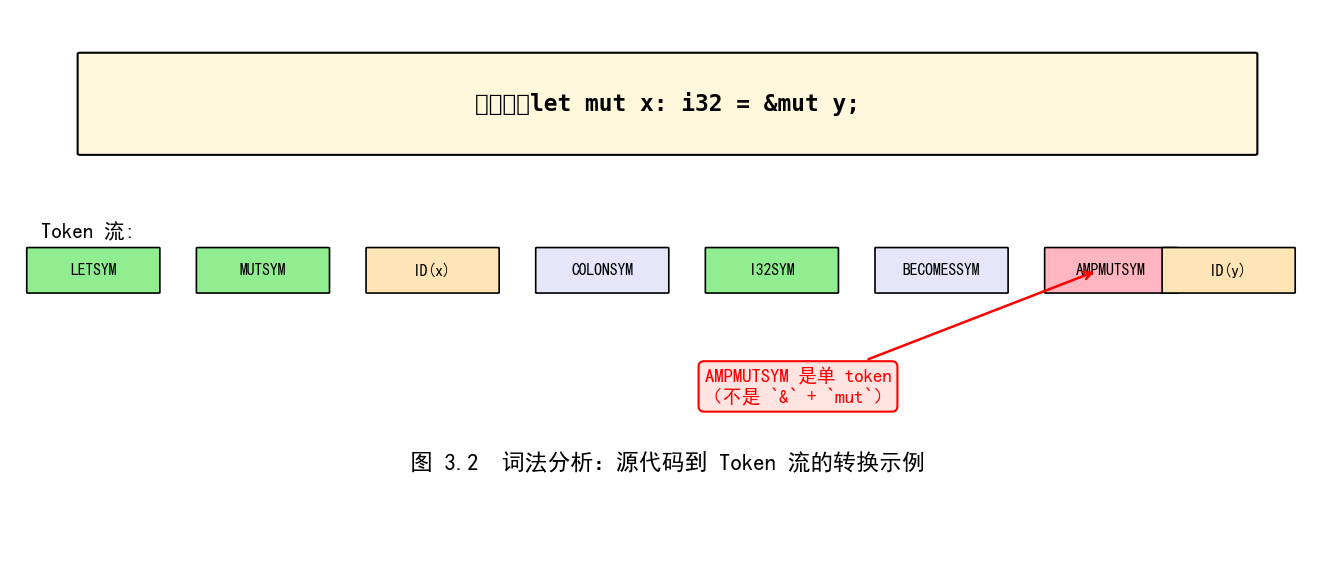 let mut x: i32 = &mut y;
Token 流:
LETSYM MUTSYM ID(x) COLONSYM I32SYM BECOMESSYM AMPMUTSYM ID(y)
AMPMUTSYM 是单 token
（不是 `&` + `mut`）
图 3.2  词法分析：源代码到 Token 流的转换示例